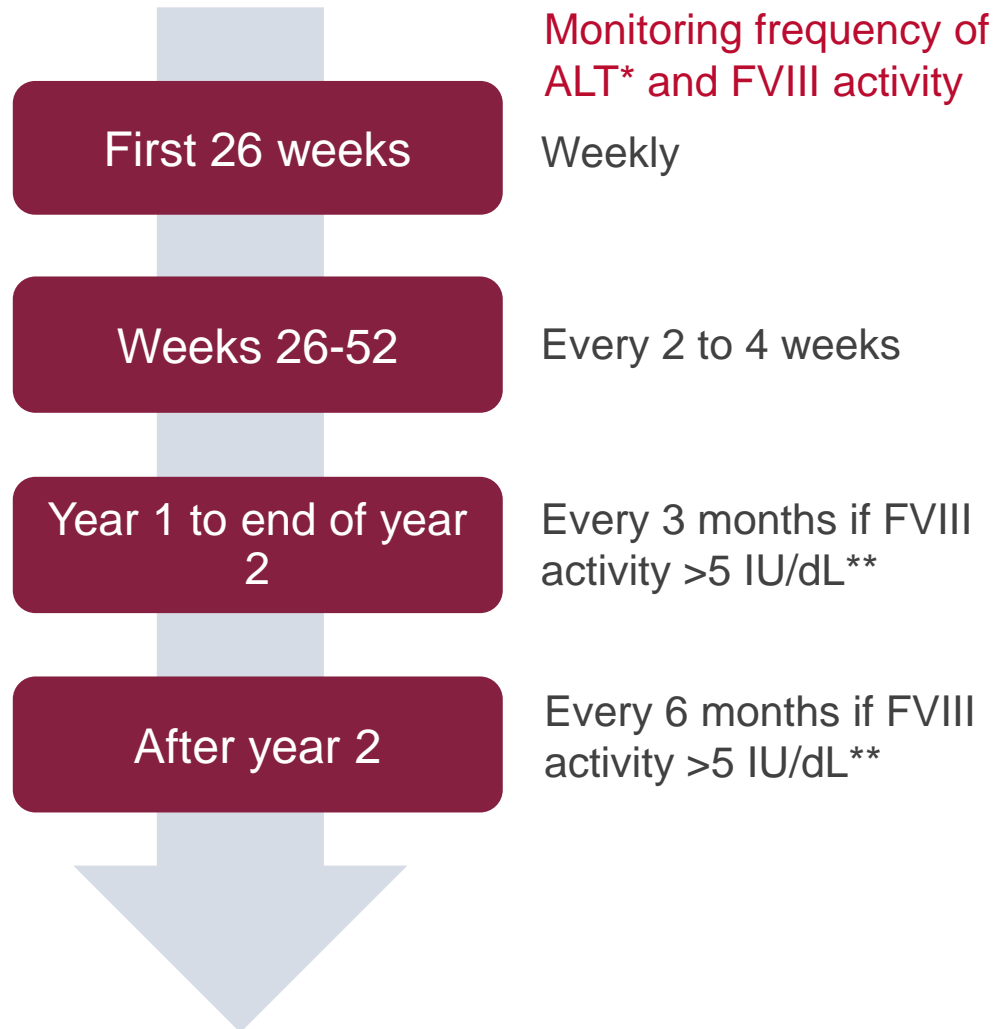 Monitoring frequency of
ALT* and FVIII activity
First 26 weeks
Weekly
Weeks 26-52
Every 2 to 4 weeks
Year 1 to end of year
2
Every 3 months if FVIII
activity >5 IU/dL**
After year 2
Every 6 months if FVIII
activity >5 IU/dL**